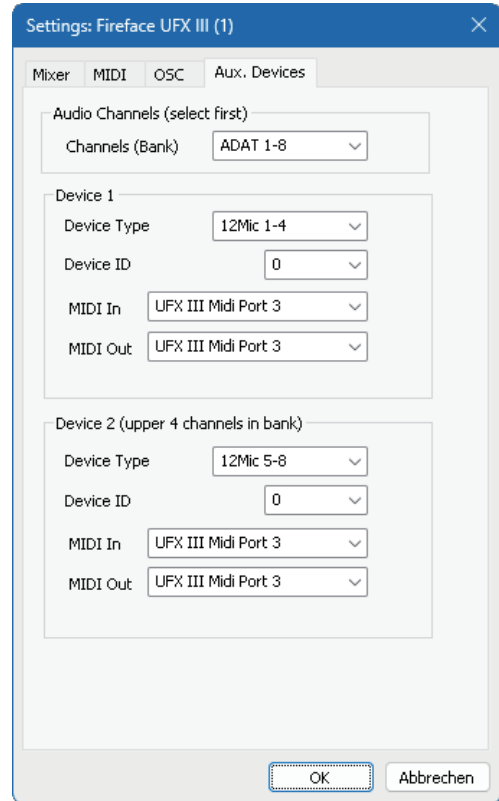 Settings: Fireface UFX III (1)
Mixer MIDI OSC Aux. Devices
Audio Channels (select first)
Channels (Bank) ADAT 1-8
Device 1
Device Type 12Mic 1-4
Device ID 0
MIDI In UFX III Midi Port 3
MIDI Out UFX III Midi Port 3
Device 2 (upper 4 channels in bank)
Device Type 12Mic 5-8
Device ID 0
MIDI In UFX III Midi Port 3
MIDI Out UFX III Midi Port 3
OK Abbrechen